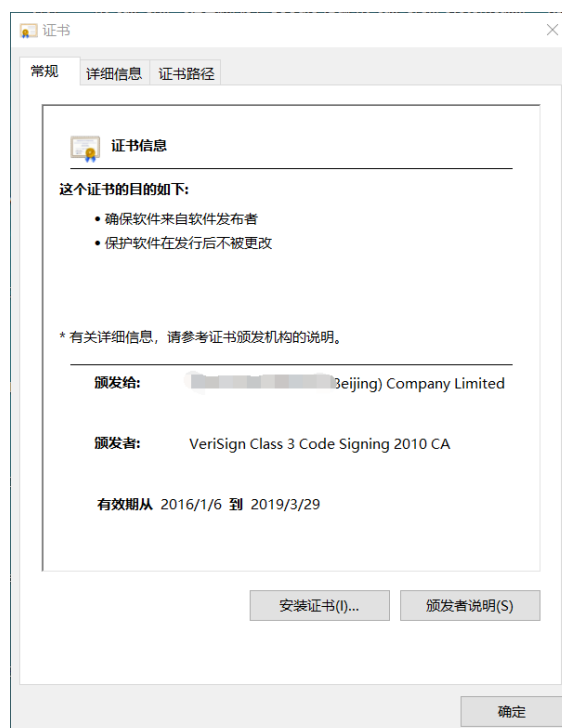 证书
常规 详细信息 证书路径
证书信息
这个证书的目的如下:
• 确保软件来自软件发布者
• 保护软件在发行后不被更改
* 有关详细信息，请参考证书颁发机构的说明。
颁发给: Beijing) Company Limited
颁发者: VeriSign Class 3 Code Signing 2010 CA
有效期从 2016/1/6 到 2019/3/29
安装证书(I)... 颁发者说明(S)
确定